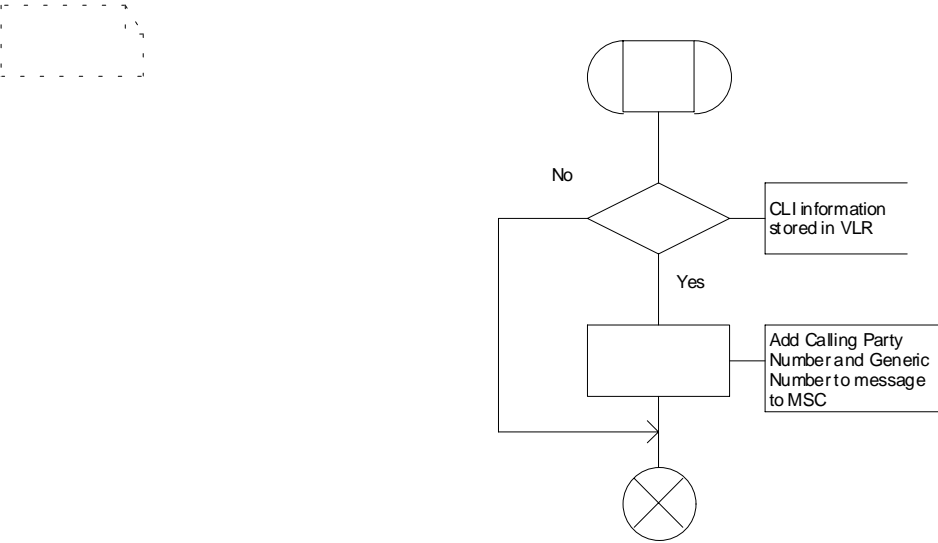 No
CLI information
stored in VLR
Yes
Add Calling Party
Number and Generic
Number to message
to MSC